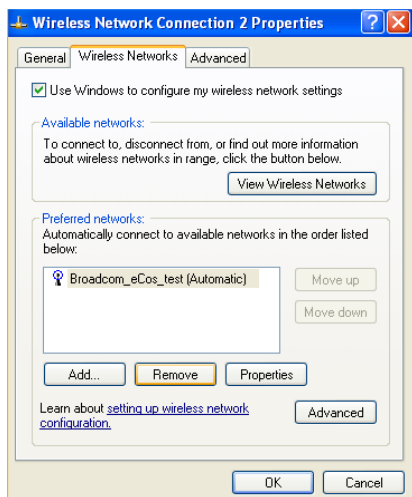 Wireless Network Connection 2 Properties
General Wireless Networks Advanced
Use Windows to configure my wireless network settings
Available networks:
To connect to, disconnect from, or find out more information
about wireless networks in range, click the button below.
View Wireless Networks
Preferred networks:
Automatically connect to available networks in the order listed
below:
Broadcom_eCos_test (Automatic)
Move up
Move down
Add... Remove Properties
Learn about setting up wireless network
configuration.
Advanced
OK Cancel